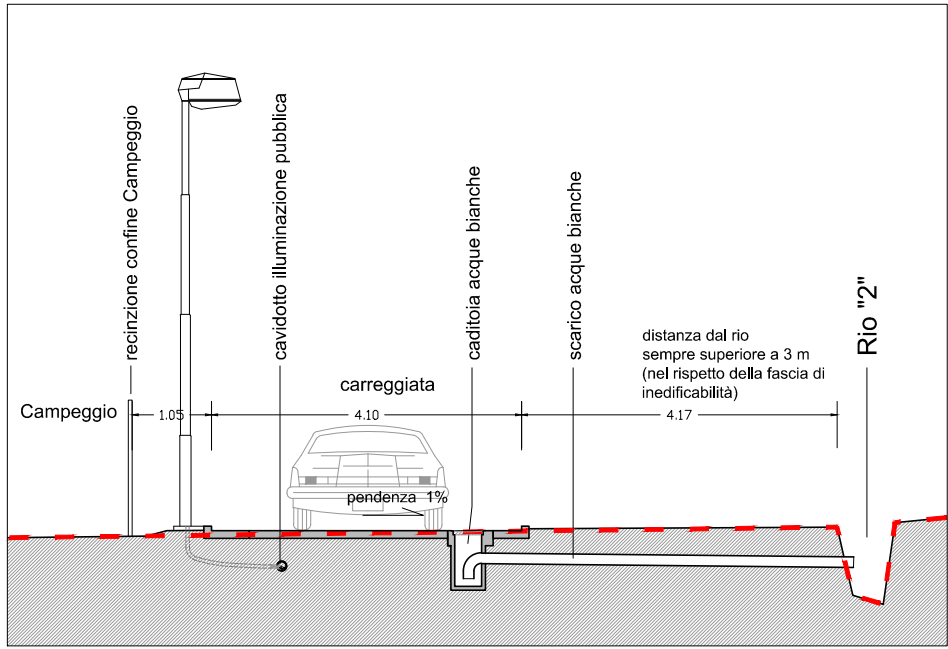 recinzione confine Campeggio
cavidotto illuminazione pubblica
caditoia acque bianche
scarico acque bianche
Rio "2"
distanza dal rio
sempre superiore a 3 m
(nel rispetto della fascia di
inedificabilità)
carreggiata
Campeggio
1.05
4.10
4.17
pendenza 1%